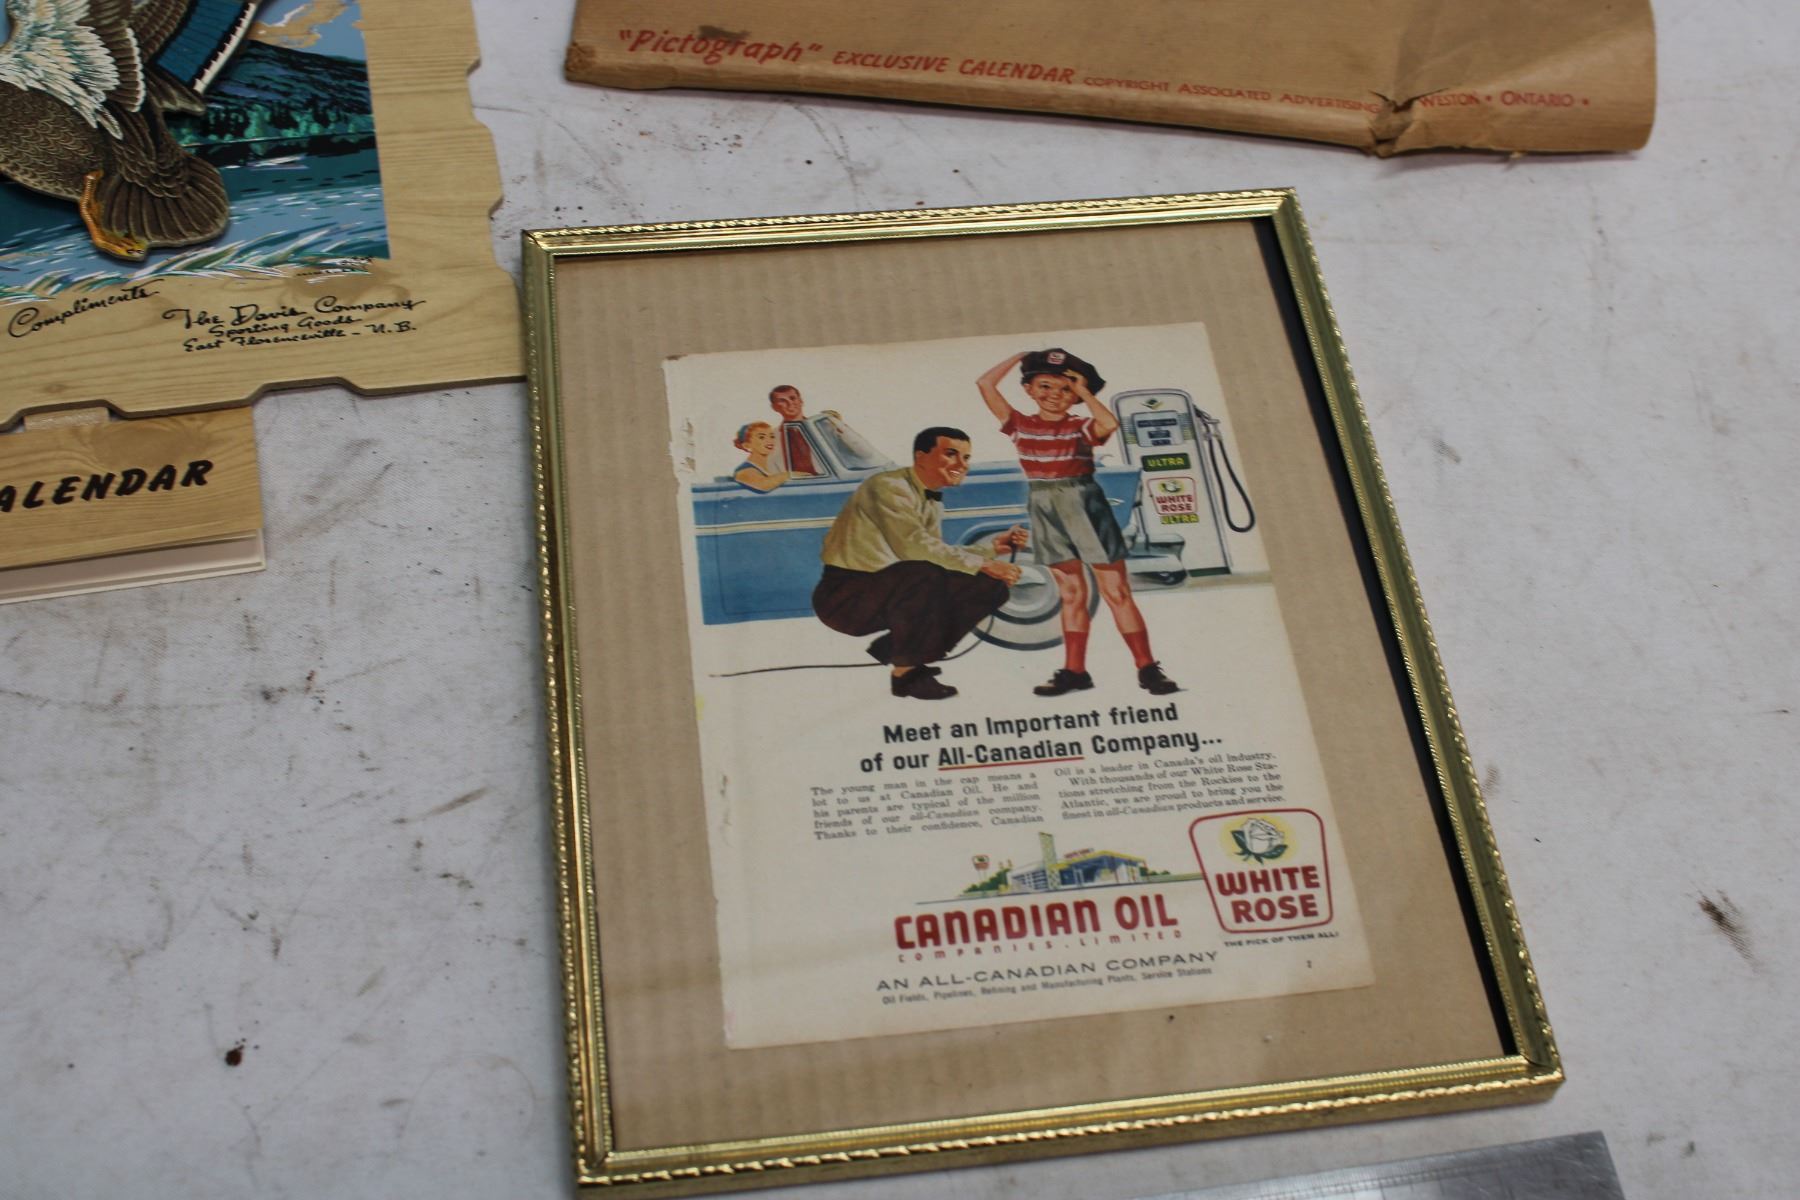 "Pictograph" EXCLUSIVE CALENDAR COPYRIGHT ASSOCIATED ADVERTISING WESTON • ONTARIO •
Compliments
The Davis Company
Sporting Goods
East Florenceville - N.B.
ALENDAR
ULTRA
WHITE
ROSE
ULTRA
Meet an Important friend
of our All-Canadian Company...
The young man in the cap means a
lot to us at Canadian Oil. He and
his parents are typical of the million
friends of our all-Canadian company.
Thanks to their confidence, Canadian
Oil is a leader in Canada's oil industry.
With thousands of our White Rose Sta-
tions stretching from the Rockies to the
Atlantic, we are proud to bring you the
finest in all-Canadian products and service.
WHITE
ROSE
THE PICK OF THEM ALL!
CANADIAN OIL
COMPANIES · LIMITED
AN ALL-CANADIAN COMPANY
Oil Fields, Pipelines, Refining and Manufacturing Plants, Service Stations